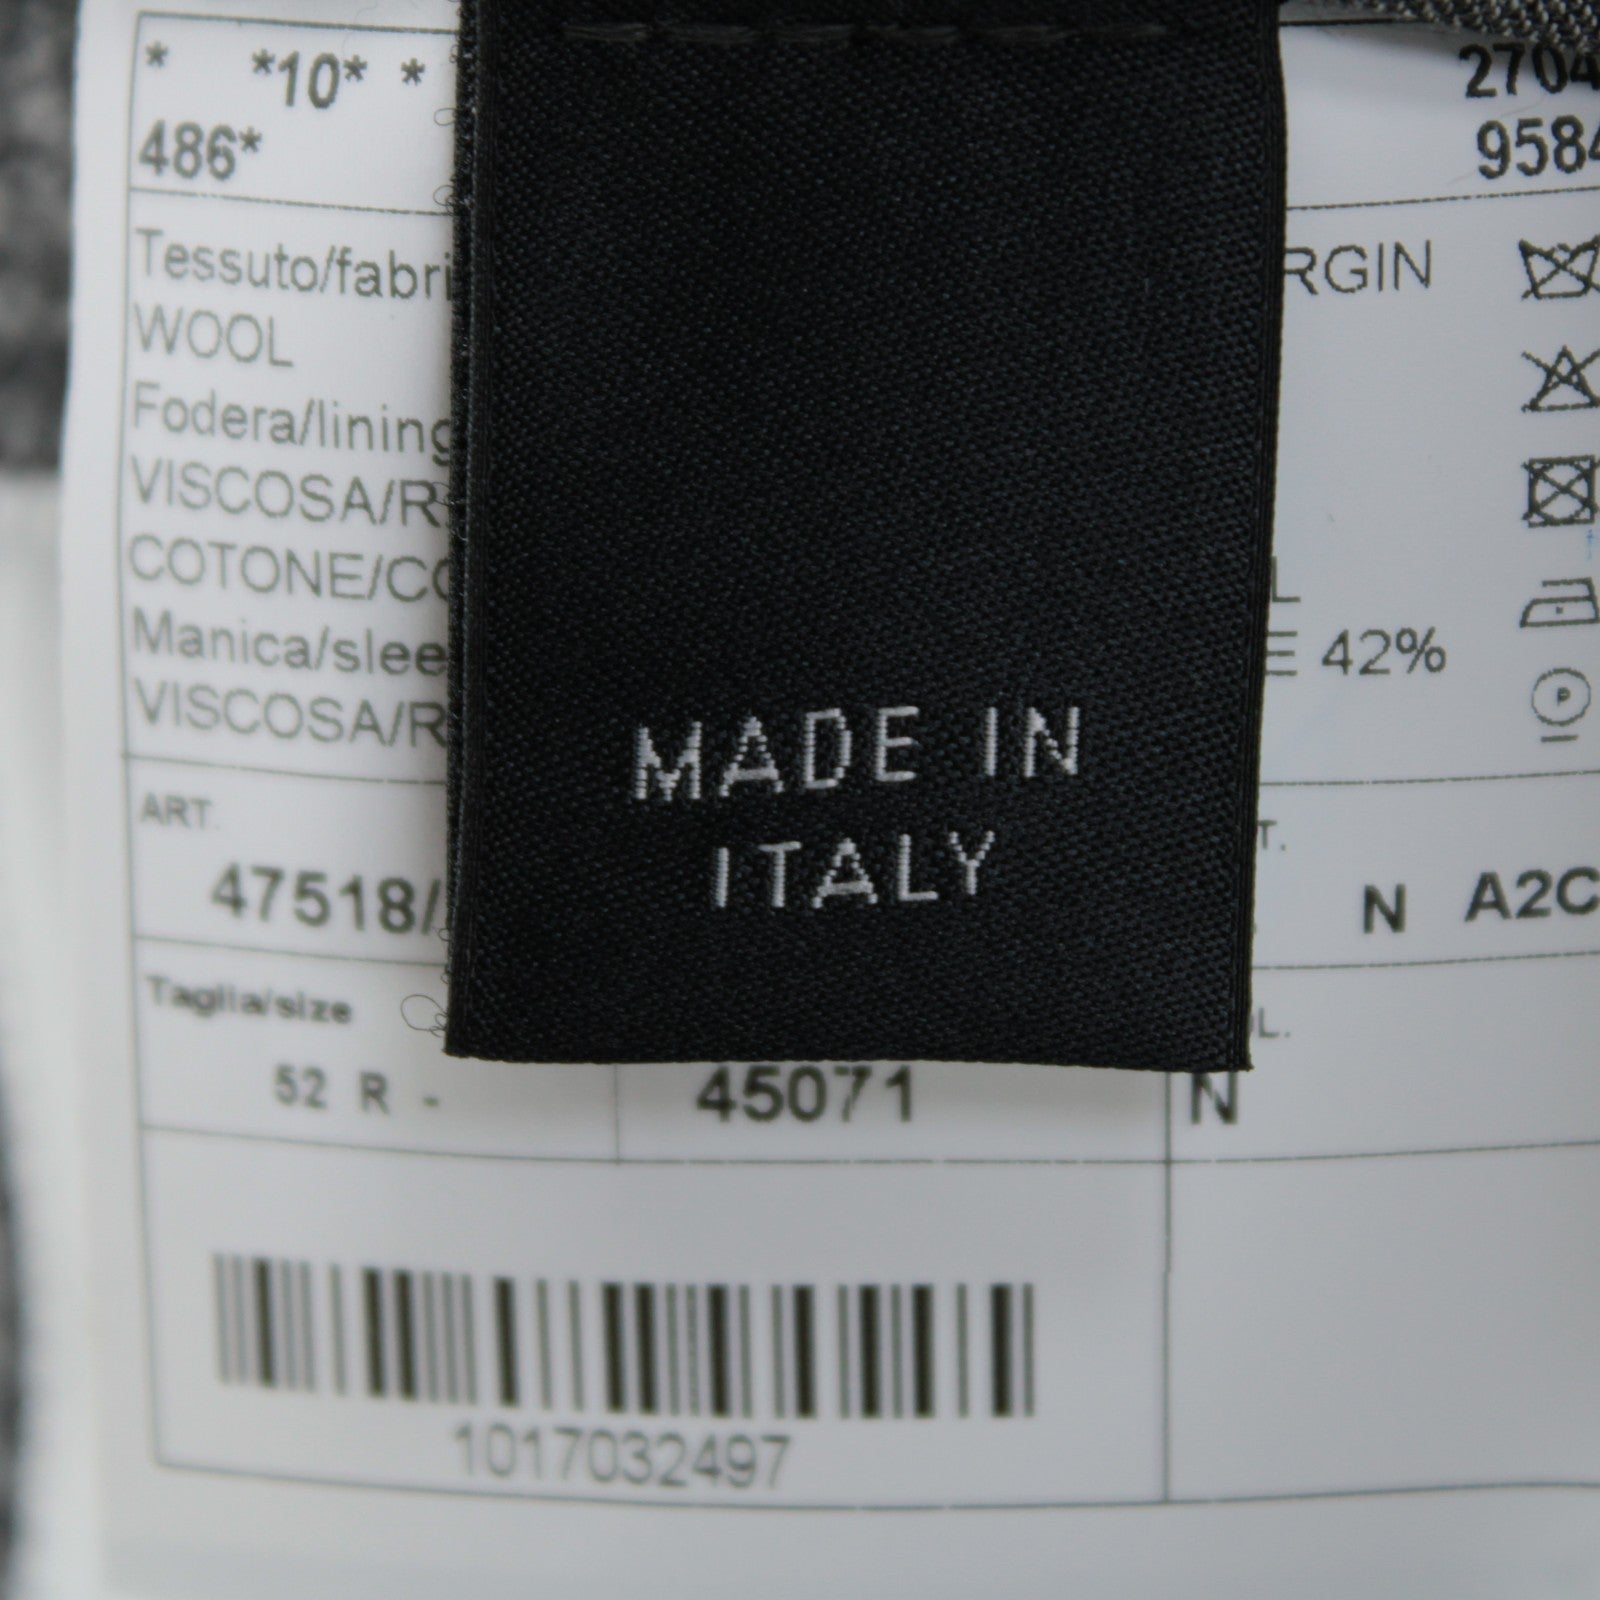 * *10* *
2704
486*
9584
Tessuto/fabri
RGIN
WOOL
Fodera/lining
VISCOSA/R
COTONE/CO
L
Manica/slee
E 42%
VISCOSA/R
P
MADE IN
ITALY
ART.
T.
47518/
N A2C
Taglia/size
L.
52 R -
45071
N
1017032497